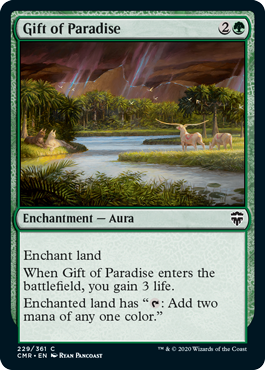 Gift of Paradise 2
Enchantment — Aura
Enchant land
When Gift of Paradise enters the
battlefield, you gain 3 life.
Enchanted land has “: Add two
mana of any one color.”
229/361 C
CMR • EN RYAN PANCOAST
™ & © 2020 Wizards of the Coast